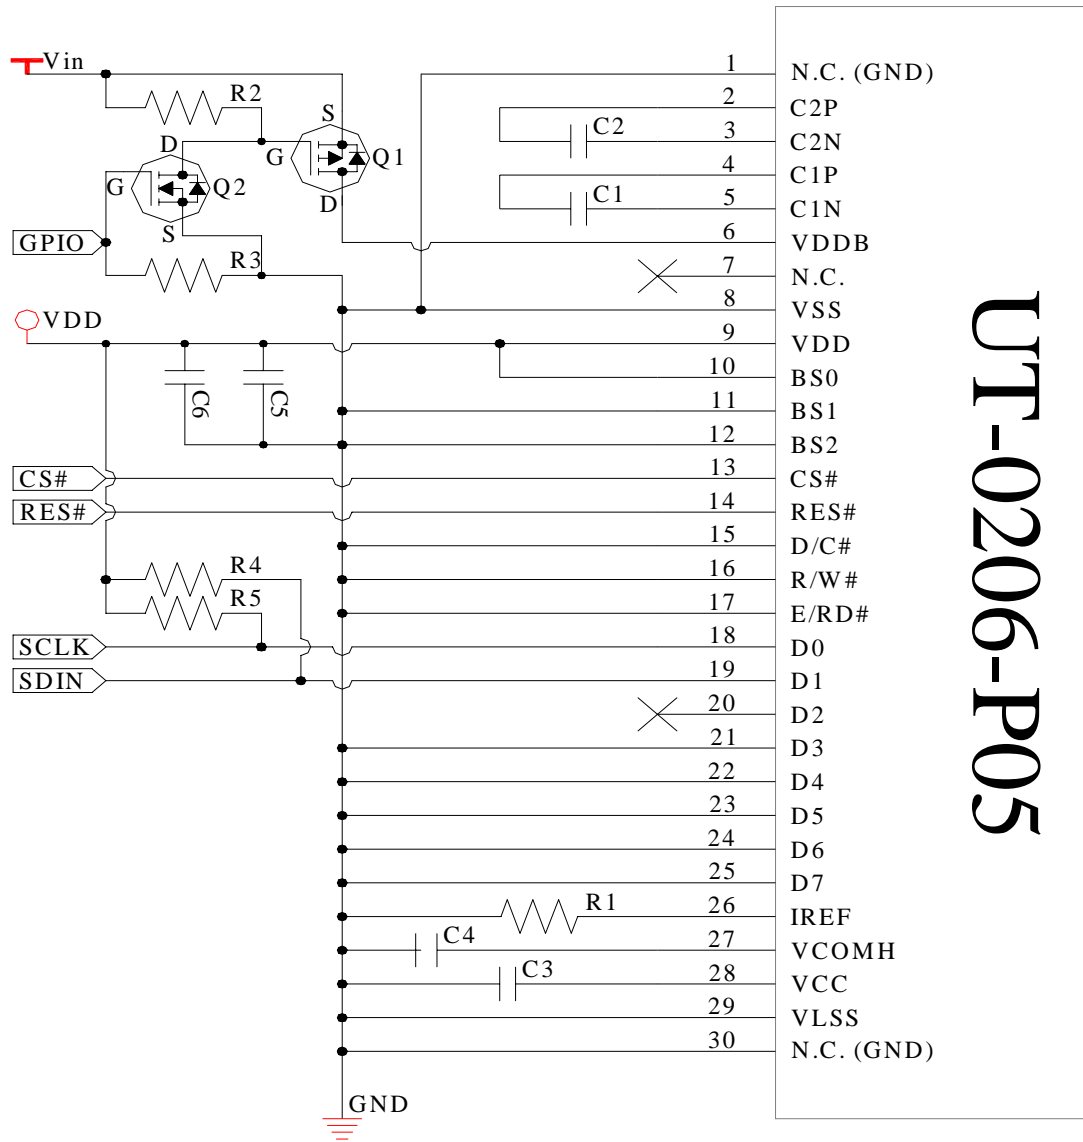 Vin
R2
S
D
G
Q1
G
Q2
D
S
GPIO
R3
VDD
C6
C5
CS#
RES#
R4
R5
SCLK
SDIN
1 N.C. (GND)
2 C2P
C2
3 C2N
4 C1P
C1
5 C1N
6 VDDB
7 N.C.
8 VSS
9 VDD
10 BS0
11 BS1
12 BS2
13 CS#
14 RES#
15 D/C#
16 R/W#
17 E/RD#
18 D0
19 D1
20 D2
21 D3
22 D4
23 D5
24 D6
25 D7
R1 26 IREF
C4 27 VCOMH
C3 28 VCC
29 VLSS
30 N.C. (GND)
GND
UT-0206-P05